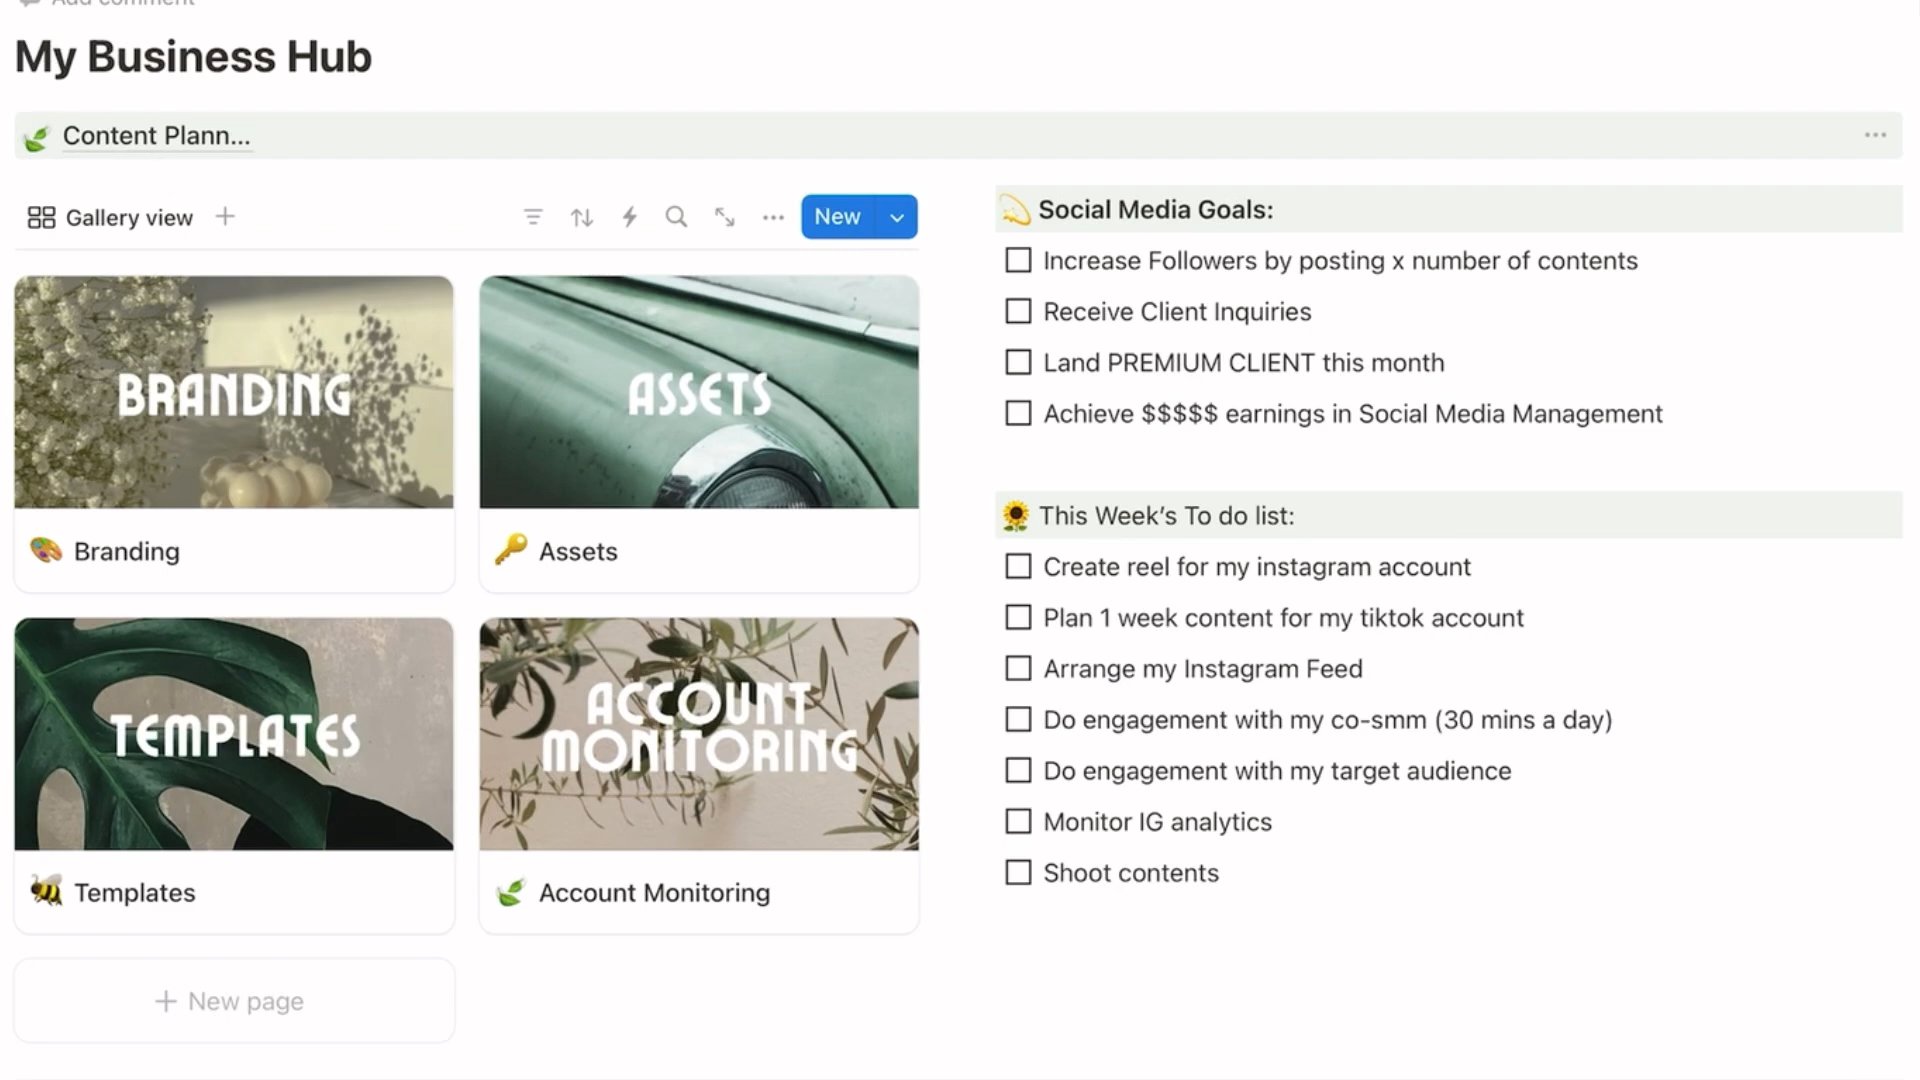 Add comment
My Business Hub
Content Plann...
Gallery view
New
BRANDING
Branding
ASSETS
Assets
TEMPLATES
Templates
ACCOUNT
MONITORING
Account Monitoring
New page
Social Media Goals:
Increase Followers by posting x number of contents
Receive Client Inquiries
Land PREMIUM CLIENT this month
Achieve $$$$$ earnings in Social Media Management
This Week’s To do list:
Create reel for my instagram account
Plan 1 week content for my tiktok account
Arrange my Instagram Feed
Do engagement with my co-smm (30 mins a day)
Do engagement with my target audience
Monitor IG analytics
Shoot contents